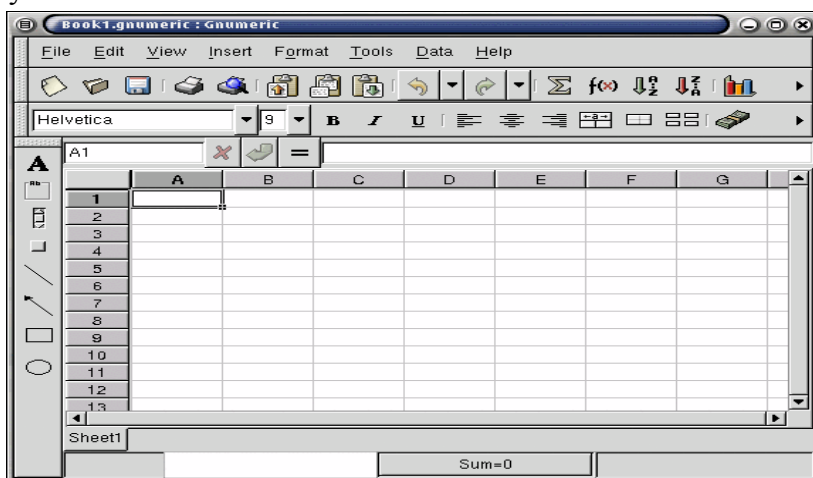 Book1.gnumeric : Gnumeric
File Edit View Insert Format Tools Data Help
Helvetica 9 B I U
A1 =
A B C D E F G
1
2
3
4
5
6
7
8
9
10
11
12
13
Sheet1
Sum=0